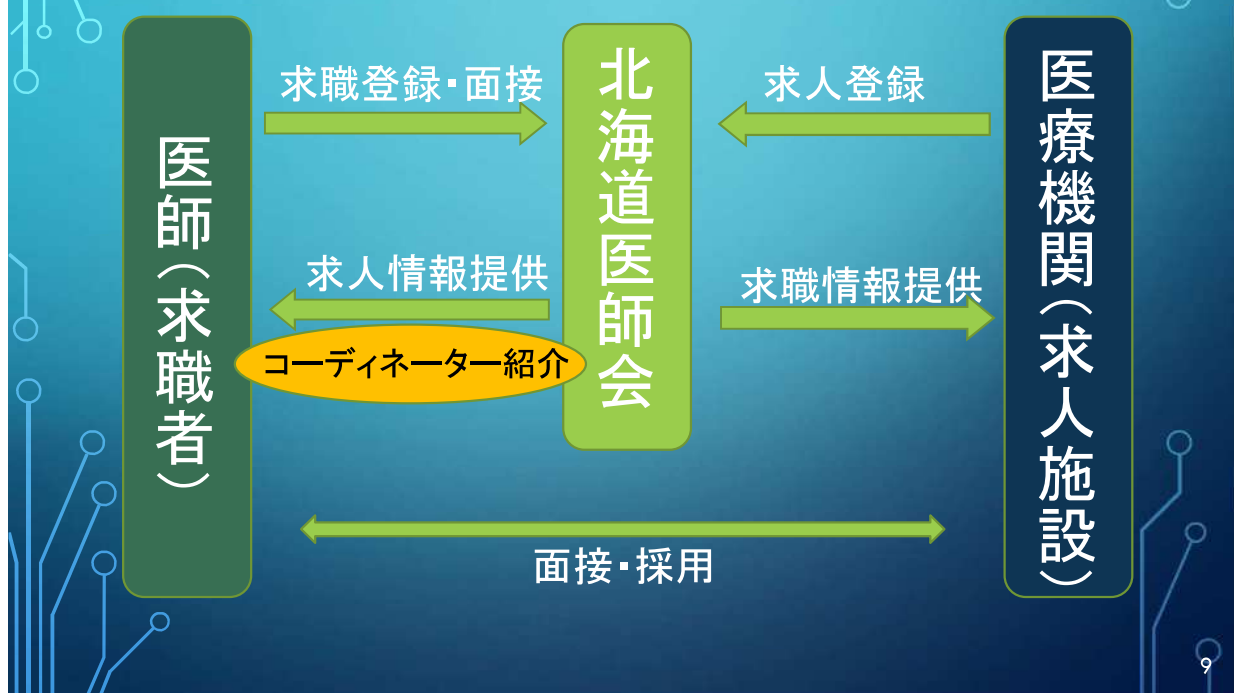 医師（求職者）
求職登録・面接
求人情報提供
コーディネーター紹介
北海道医師会
求人登録
求職情報提供
医療機関（求人施設）
面接・採用
9